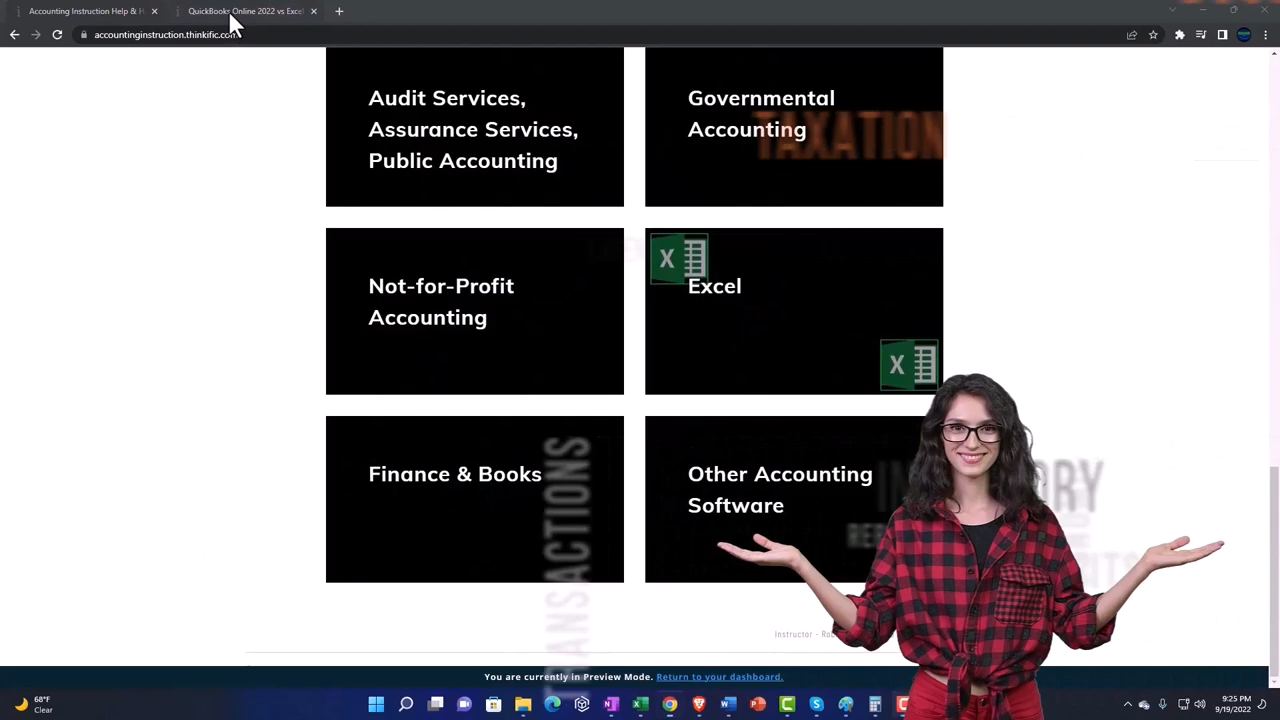 Accounting Instruction Help &
QuickBooks Online 2022 vs Exce
accountinginstruction.thinkific.com
Audit Services,
Assurance Services,
Public Accounting
Governmental
Accounting
TAXATION
Not-for-Profit
Accounting
X
Excel
X
Finance & Books
TRANSACTIONS
Other Accounting
Software
Instructor -
You are currently in Preview Mode. Return to your dashboard.
68°F
Clear
9:25 PM
9/19/2022